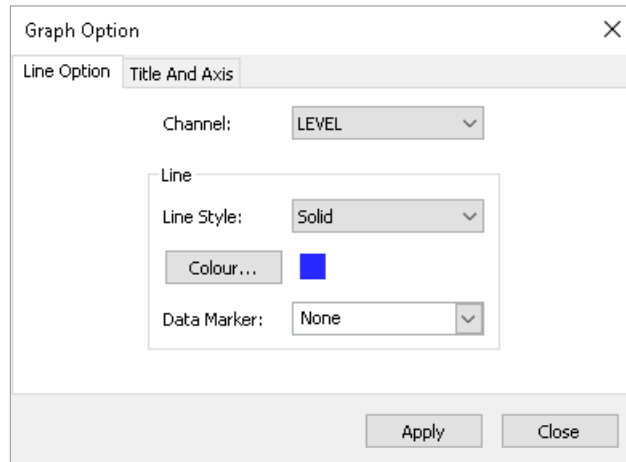 Graph Option
Line Option Title And Axis
Channel: LEVEL
Line
Line Style: Solid
Colour...
Data Marker: None
Apply Close